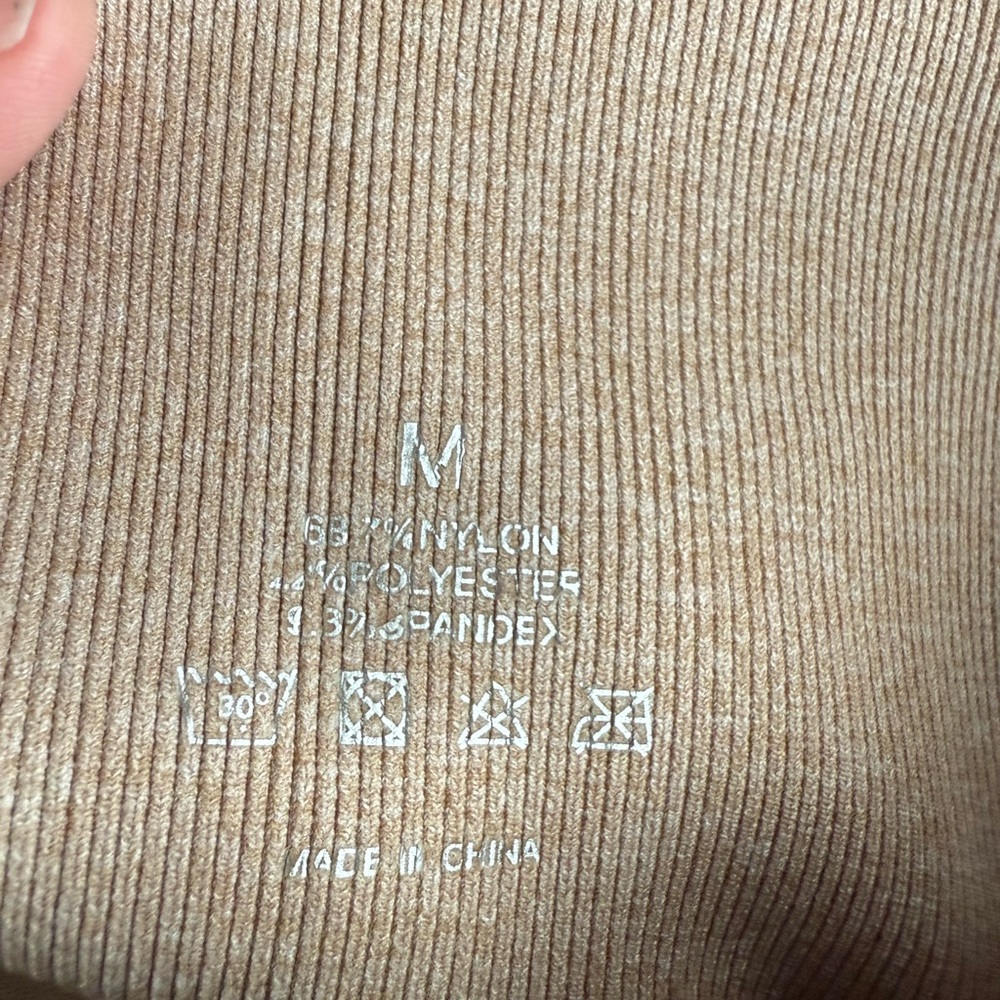 M
NYLON
POLYESTER
SPANDEX
30°
MADE IN CHINA